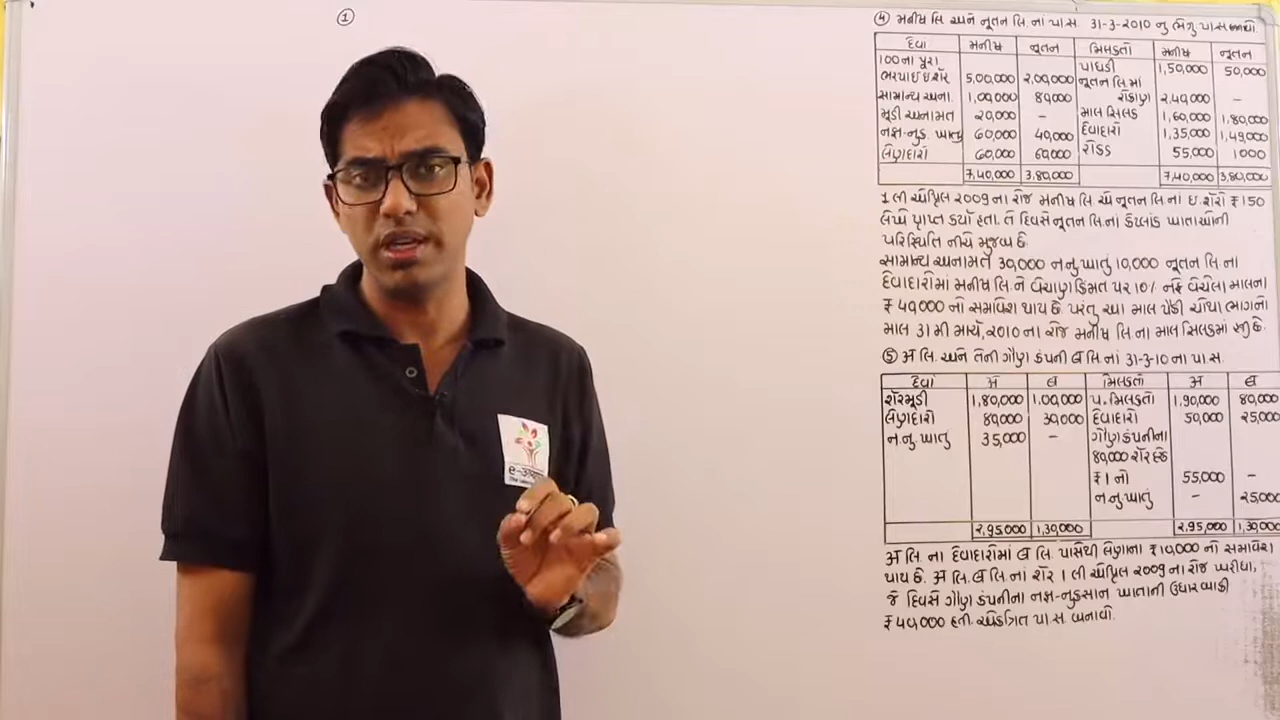 ①
④ મનીષ લિ અને નૂતન લિ.નાં પા.સ. 31-3-2010 નુ મિશ્ર પા.સ બનાવો.
દેવા મનીષ નૂતન મિલકતો મનીષ નૂતન
100ના પૂરા પાઘડી 1,50,000 50,000
ભરપાઇ ઇ.શેર 5,00,000 2,00,000 નૂતન લિ.માં
સામાન્ય અના. 1,00,000 80,000 રોકાણ 2,40,000 –
મૂડી અનામત 20,000 – માલ સિલક 1,60,000 1,80,000
નફા-નુક. ખાતુ 60,000 40,000 દેવાદારો 1,35,000 1,49,000
લેણદારો 60,000 60,000 રોકડ 55,000 1000
7,40,000 3,80,000 7,40,000 3,80,000
1 લી એપ્રિલ 2009ના રોજ મનીષ લિ એ નૂતન લિ.નાં ઇ.શેરો ₹150
લેખે પ્રાપ્ત કર્યા હતા. તે દિવસે નૂતન લિ.ના કેટલાંક ખાતાઓની
પરિસ્થિતિ નીચે મુજબ છે
સામાન્ય અનામત 30,000 ન.નુ.ખાતુ 10,000 નૂતન લિ.ના
દેવાદારોમાં મનીષ લિ.ને વેચાણકિંમત પર 10% નફે વેચેલા માલના
₹40,000 નો સમાવેશ થાય છે પરંતુ આ માલ પૈકી ચોથા ભાગનો
માલ 31 મી માર્ચ, 2010 ના રોજ મનીષ લિ.ના માલ સિલકમાં છે.
⑤ અ લિ. અને તેની ગૌણ કંપની બ લિ.નાં 31-3-10 ના પા.સ.
દેવાં અ બ મિલકતો અ બ
શેરમૂડી 1,80,000 1,00,000 પ. મિલકતો 1,90,000 80,000
લેણદારો 80,000 30,000 દેવાદારો 50,000 25,000
ન.નુ.ખાતુ 35,000 – ગૌણ કંપનીના
80,000 શેર દરેક
₹1 નો 55,000 –
ન.નુ.ખાતું – 25,000
2,95,000 1,30,000 2,95,000 1,30,000
અ લિ ના દેવાદારોમાં બ લિ. પાસેથી લેણાના ₹10,000 નો સમાવેશ
થાય છે. અ લિ. બ લિ.નાં શેર 1 લી એપ્રિલ 2009 ના રોજ ખરીદ્યા,
જે દિવસે ગૌણ કંપનીના નફા-નુકસાન ખાતાની ઉધાર બાકી
₹40,000 હતી. એકત્રિત પા.સ. બનાવો.